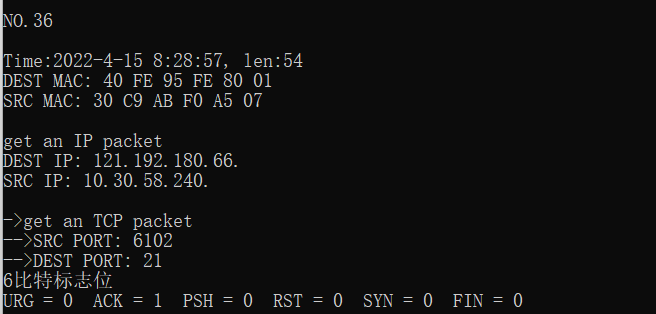 NO.36
Time:2022-4-15 8:28:57, len:54
DEST MAC: 40 FE 95 FE 80 01
SRC MAC: 30 C9 AB F0 A5 07
get an IP packet
DEST IP: 121.192.180.66.
SRC IP: 10.30.58.240.
->get an TCP packet
-->SRC PORT: 6102
-->DEST PORT: 21
6比特标志位
URG = 0  ACK = 1  PSH = 0  RST = 0  SYN = 0  FIN = 0